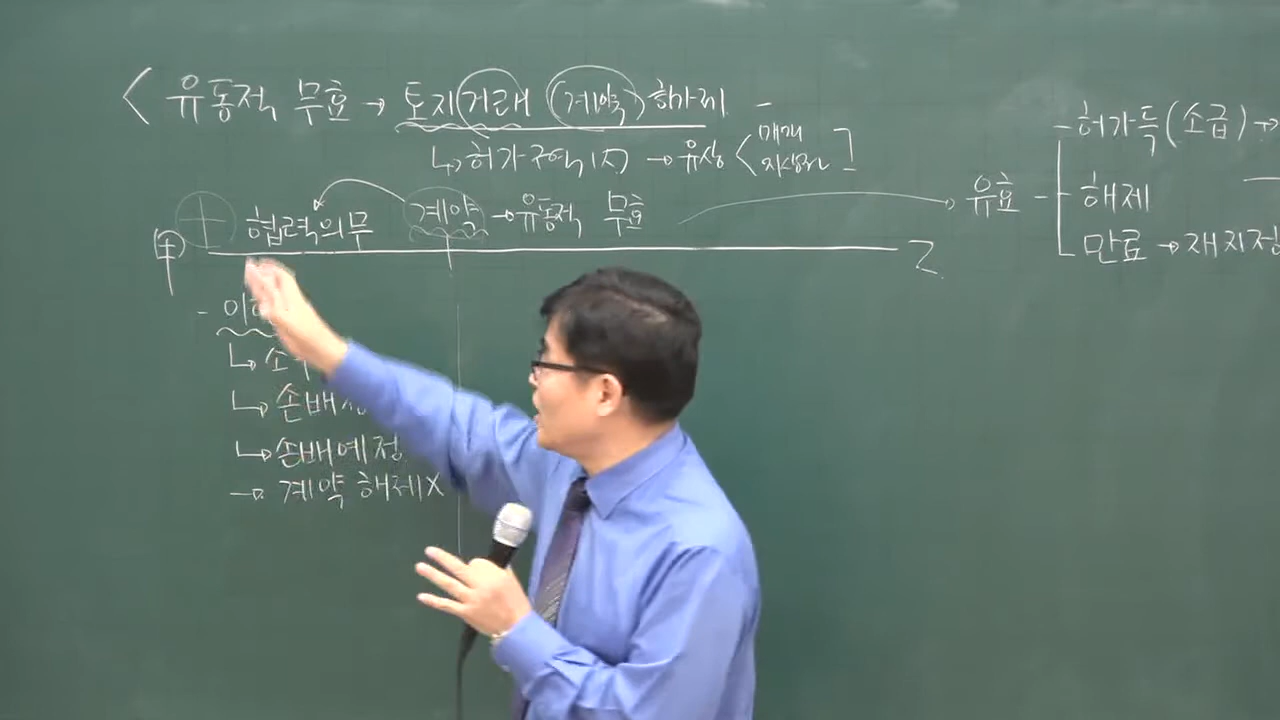 < 유동적 무효 → 토지(거래 (계약) 허가제 -
↳ 허가구역 내 → 유상 < 매매
지상권 ]
협력의무 계약 → 유동적 무효 유효
- 허가득(소급) →
- 해제
만료 → 재지정
Z
- 이
↳ 소
↳ 손배
↳ 손배예정
→ 계약 해제X